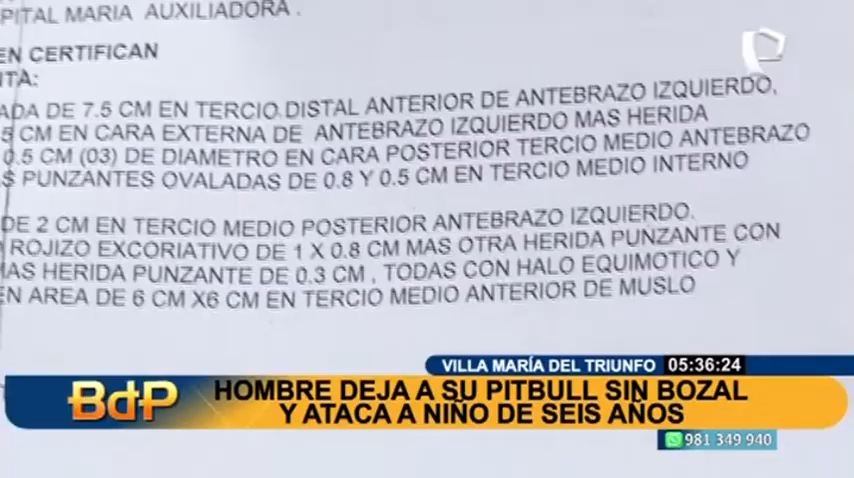 PITAL MARIA AUXILIADORA .
EN CERTIFICAN
NTA:
ADA DE 7.5 CM EN TERCIO DISTAL ANTERIOR DE ANTEBRAZO IZQUIERDO,
5 CM EN CARA EXTERNA DE ANTEBRAZO IZQUIERDO MAS HERIDA
0.5 CM (03) DE DIAMETRO EN CARA POSTERIOR TERCIO MEDIO ANTEBRAZO
S PUNZANTES OVALADAS DE 0.8 Y 0.5 CM EN TERCIO MEDIO INTERNO
DE 2 CM EN TERCIO MEDIO POSTERIOR ANTEBRAZO IZQUIERDO.
ROJIZO EXCORIATIVO DE 1 X 0.8 CM MAS OTRA HERIDA PUNZANTE CON
MAS HERIDA PUNZANTE DE 0.3 CM , TODAS CON HALO EQUIMOTICO Y
EN AREA DE 6 CM X6 CM EN TERCIO MEDIO ANTERIOR DE MUSLO
VILLA MARÍA DEL TRIUNFO 05:36:24
BdP
HOMBRE DEJA A SU PITBULL SIN BOZAL
Y ATACA A NIÑO DE SEIS AÑOS
981 349 940